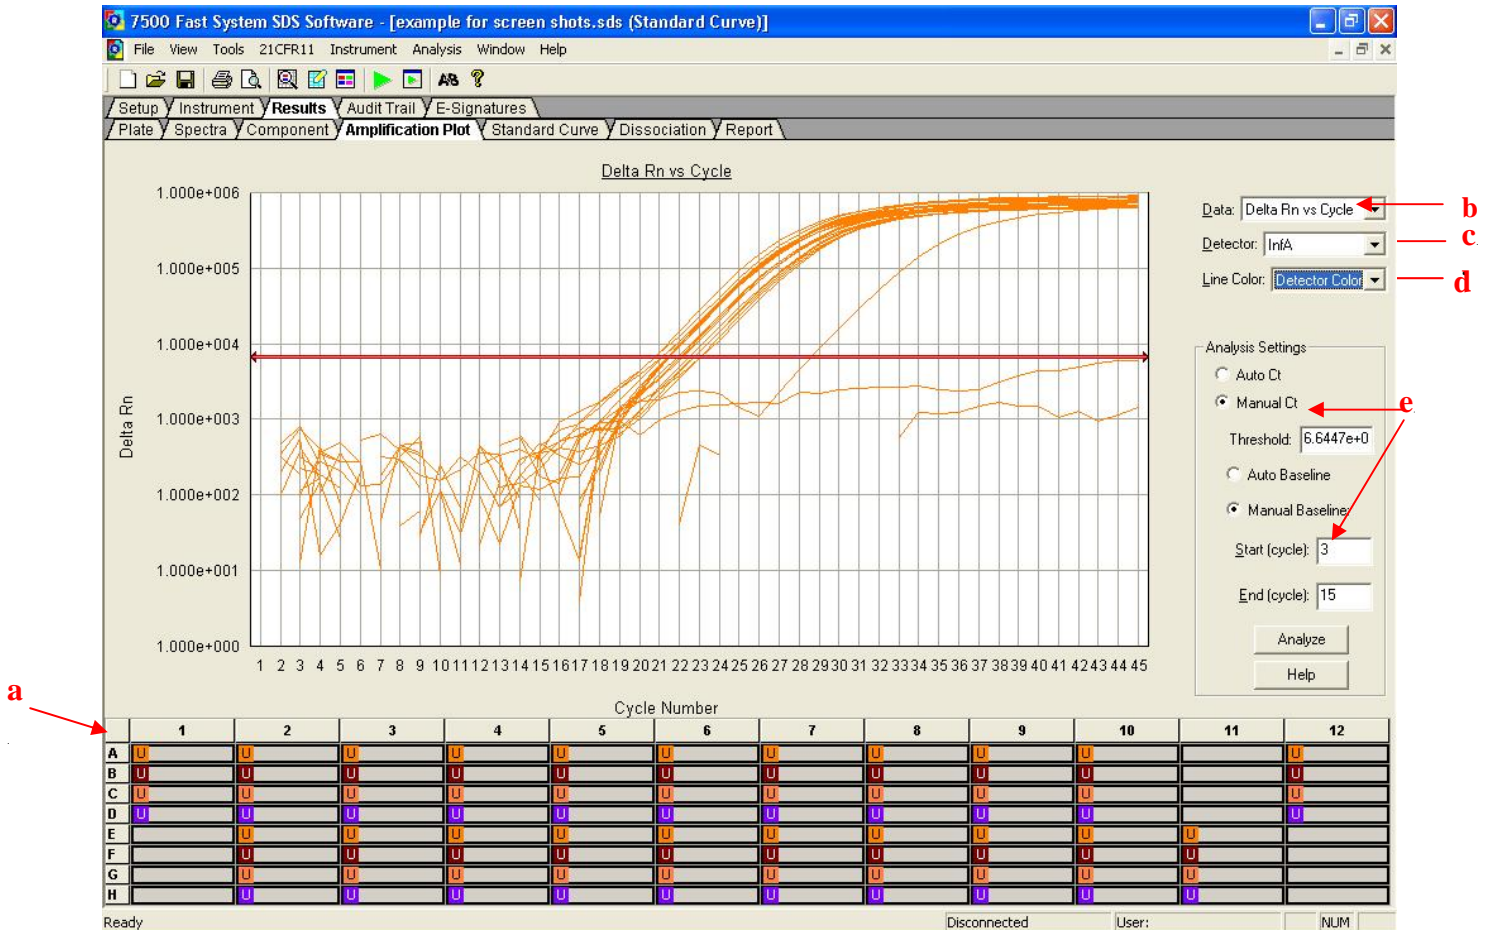 7500 Fast System SDS Software - [example for screen shots.sds (Standard Curve)]
File View Tools 21CFR11 Instrument Analysis Window Help
Setup Instrument Results Audit Trail E-Signatures
Plate Spectra Component Amplification Plot Standard Curve Dissociation Report
Delta Rn vs Cycle
1.000e+006
1.000e+005
1.000e+004
1.000e+003
1.000e+002
1.000e+001
1.000e+000
Delta Rn
1 2 3 4 5 6 7 8 9 10 11 12 13 14 15 16 17 18 19 20 21 22 23 24 25 26 27 28 29 30 31 32 33 34 35 36 37 38 39 40 41 42 43 44 45
Cycle Number
Data: Delta Rn vs Cycle b
Detector: InfA c
Line Color: Detector Color d
Analysis Settings
Auto Ct
Manual Ct e
Threshold: 6.6447e+0
Auto Baseline
Manual Baseline:
Start (cycle): 3
End (cycle): 15
Analyze
Help
a
1 2 3 4 5 6 7 8 9 10 11 12
A U U U U U U U U U U U
B U U U U U U U U U U U
C U U U U U U U U U U U
D U U U U U U U U U U U
E U U U U U U U U U U
F U U U U U U U U U U
G U U U U U U U U U U
H U U U U U U U U U U
Ready Disconnected User: NUM